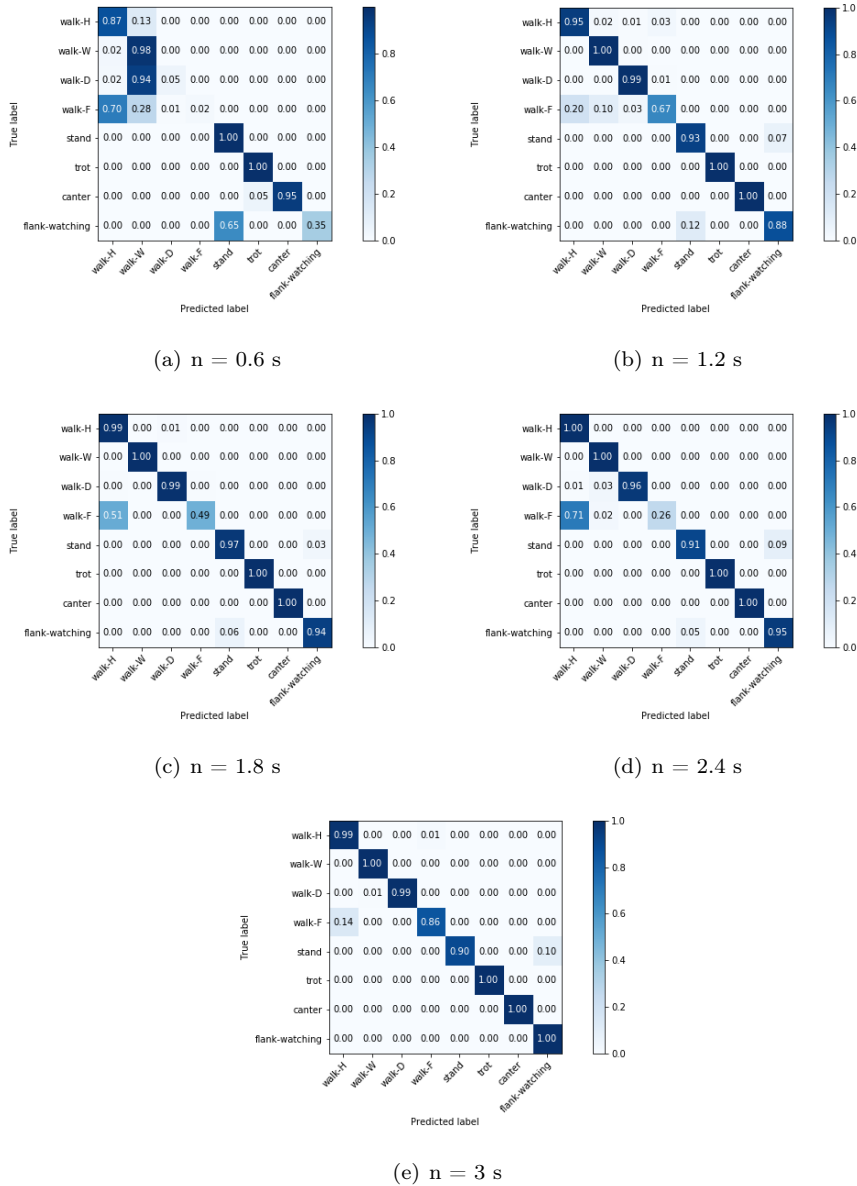 walk-H 0.87 0.13 0.00 0.00 0.00 0.00 0.00 0.00
walk-W 0.02 0.98 0.00 0.00 0.00 0.00 0.00 0.00
walk-D 0.02 0.94 0.05 0.00 0.00 0.00 0.00 0.00
walk-F 0.70 0.28 0.01 0.02 0.00 0.00 0.00 0.00
stand 0.00 0.00 0.00 0.00 1.00 0.00 0.00 0.00
trot 0.00 0.00 0.00 0.00 0.00 1.00 0.00 0.00
canter 0.00 0.00 0.00 0.00 0.00 0.05 0.95 0.00
flank-watching 0.00 0.00 0.00 0.00 0.65 0.00 0.00 0.35
True label
walk-H walk-W walk-D walk-F stand trot canter flank-watching
Predicted label
0.8
0.6
0.4
0.2
0.0
(a) n = 0.6 s
walk-H 0.95 0.02 0.01 0.03 0.00 0.00 0.00 0.00
walk-W 0.00 1.00 0.00 0.00 0.00 0.00 0.00 0.00
walk-D 0.00 0.00 0.99 0.01 0.00 0.00 0.00 0.00
walk-F 0.20 0.10 0.03 0.67 0.00 0.00 0.00 0.00
stand 0.00 0.00 0.00 0.00 0.93 0.00 0.00 0.07
trot 0.00 0.00 0.00 0.00 0.00 1.00 0.00 0.00
canter 0.00 0.00 0.00 0.00 0.00 0.00 1.00 0.00
flank-watching 0.00 0.00 0.00 0.00 0.12 0.00 0.00 0.88
True label
walk-H walk-W walk-D walk-F stand trot canter flank-watching
Predicted label
1.0
0.8
0.6
0.4
0.2
0.0
(b) n = 1.2 s
walk-H 0.99 0.00 0.01 0.00 0.00 0.00 0.00 0.00
walk-W 0.00 1.00 0.00 0.00 0.00 0.00 0.00 0.00
walk-D 0.00 0.00 0.99 0.00 0.00 0.00 0.00 0.00
walk-F 0.51 0.00 0.00 0.49 0.00 0.00 0.00 0.00
stand 0.00 0.00 0.00 0.00 0.97 0.00 0.00 0.03
trot 0.00 0.00 0.00 0.00 0.00 1.00 0.00 0.00
canter 0.00 0.00 0.00 0.00 0.00 0.00 1.00 0.00
flank-watching 0.00 0.00 0.00 0.00 0.06 0.00 0.00 0.94
True label
walk-H walk-W walk-D walk-F stand trot canter flank-watching
Predicted label
1.0
0.8
0.6
0.4
0.2
0.0
(c) n = 1.8 s
walk-H 1.00 0.00 0.00 0.00 0.00 0.00 0.00 0.00
walk-W 0.00 1.00 0.00 0.00 0.00 0.00 0.00 0.00
walk-D 0.01 0.03 0.96 0.00 0.00 0.00 0.00 0.00
walk-F 0.71 0.02 0.00 0.26 0.00 0.00 0.00 0.00
stand 0.00 0.00 0.00 0.00 0.91 0.00 0.00 0.09
trot 0.00 0.00 0.00 0.00 0.00 1.00 0.00 0.00
canter 0.00 0.00 0.00 0.00 0.00 0.00 1.00 0.00
flank-watching 0.00 0.00 0.00 0.00 0.05 0.00 0.00 0.95
True label
walk-H walk-W walk-D walk-F stand trot canter flank-watching
Predicted label
1.0
0.8
0.6
0.4
0.2
0.0
(d) n = 2.4 s
walk-H 0.99 0.00 0.00 0.01 0.00 0.00 0.00 0.00
walk-W 0.00 1.00 0.00 0.00 0.00 0.00 0.00 0.00
walk-D 0.00 0.01 0.99 0.00 0.00 0.00 0.00 0.00
walk-F 0.14 0.00 0.00 0.86 0.00 0.00 0.00 0.00
stand 0.00 0.00 0.00 0.00 0.90 0.00 0.00 0.10
trot 0.00 0.00 0.00 0.00 0.00 1.00 0.00 0.00
canter 0.00 0.00 0.00 0.00 0.00 0.00 1.00 0.00
flank-watching 0.00 0.00 0.00 0.00 0.00 0.00 0.00 1.00
True label
walk-H walk-W walk-D walk-F stand trot canter flank-watching
Predicted label
1.0
0.8
0.6
0.4
0.2
0.0
(e) n = 3 s